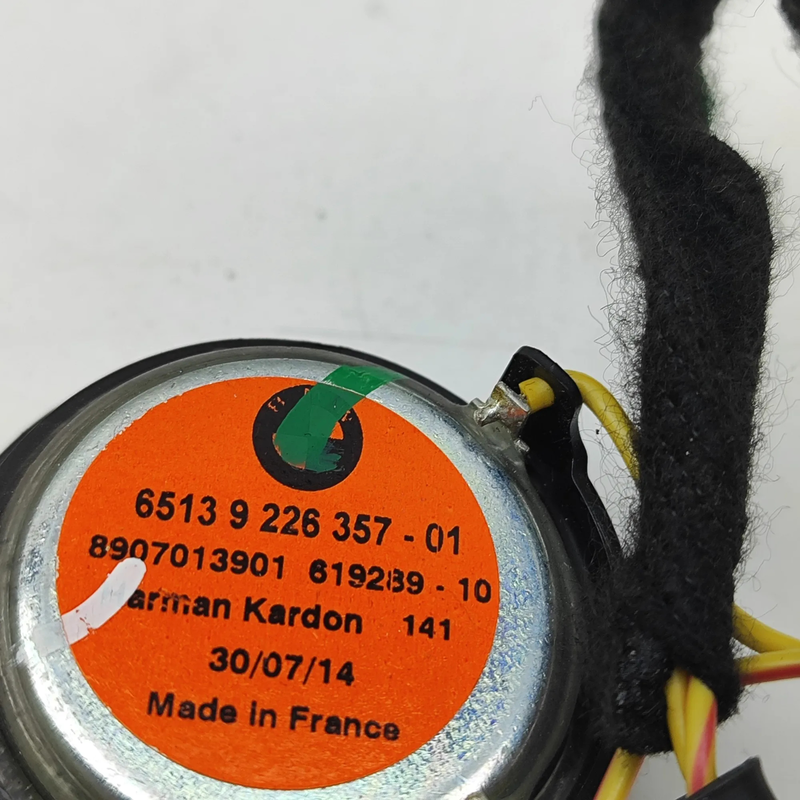 6513 9 226 357 - 01
8907013901 619289 - 10
arman Kardon 141
30/07/14
Made in France